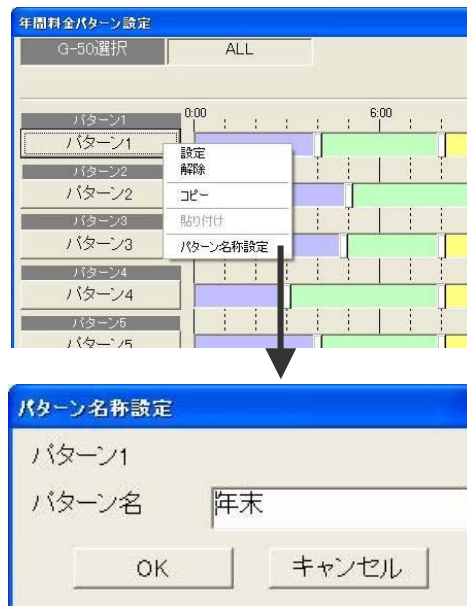 年間料金パターン設定
G-50選択 ALL
0:00 6:00
パターン1
パターン1
設定
解除
パターン2
パターン2
コピー
貼り付け
パターン3
パターン3
パターン名称設定
パターン4
パターン4
パターン5
パターン5
パターン名称設定
パターン1
パターン名 年末
OK キャンセル